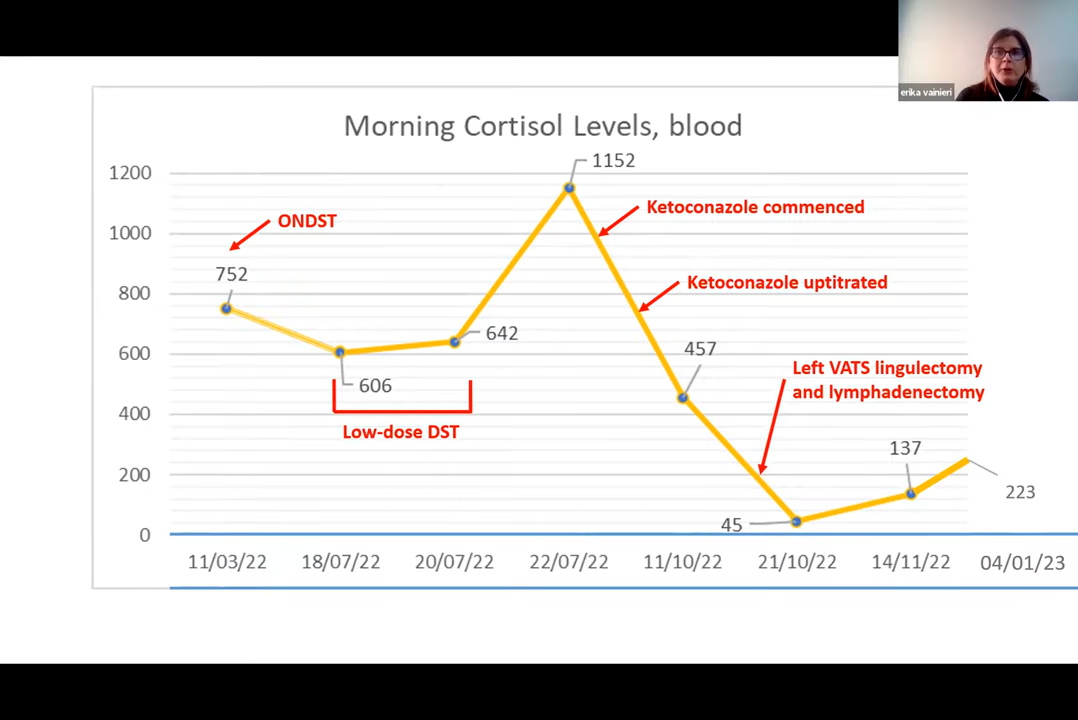 erika vainieri
Morning Cortisol Levels, blood
1200
1000
800
600
400
200
0
752
606
642
1152
457
45
137
223
ONDST
Low-dose DST
Ketoconazole commenced
Ketoconazole uptitrated
Left VATS lingulectomy
and lymphadenectomy
11/03/22 18/07/22 20/07/22 22/07/22 11/10/22 21/10/22 14/11/22 04/01/23